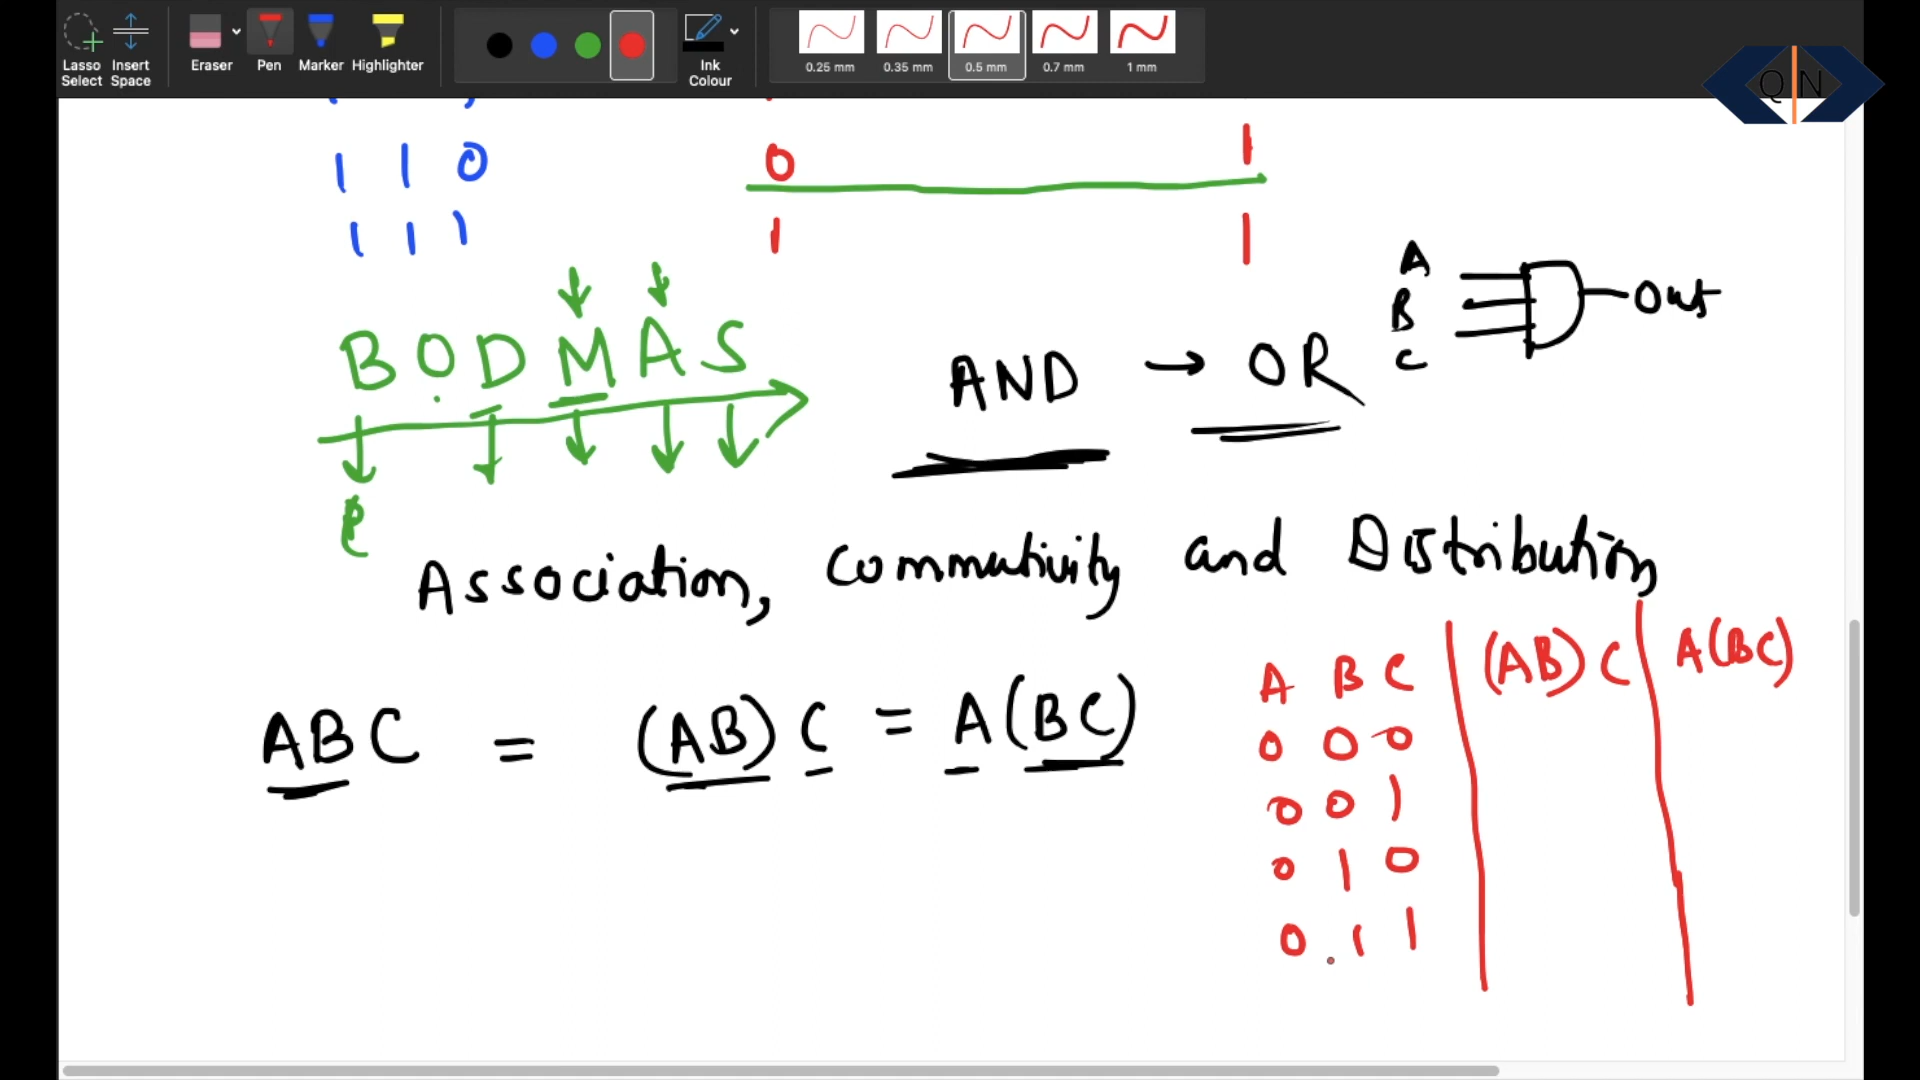 Lasso Select
Insert Space
Eraser
Pen
Marker
Highlighter
Ink Colour
0.25 mm
0.35 mm
0.5 mm
0.7 mm
1 mm
Q N
1 1 0 0 1
1 1 1 1 1
A
B
C
Out
BODMAS
AND → OR
Association, Commutivity and Distribution
A B C (AB)C A(BC)
ABC = (AB)C = A(BC)
0 0 0
0 0 1
0 1 0
0 1 1